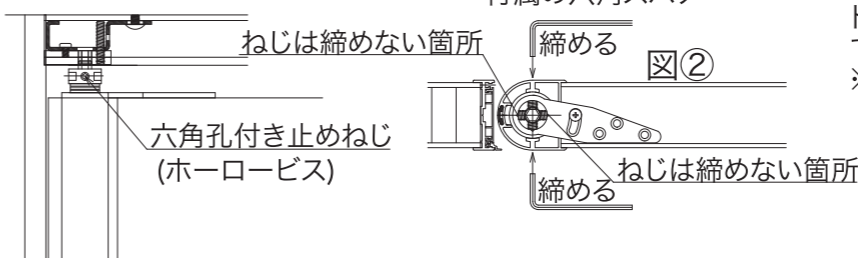 ねじは締めない箇所
締める
図②
六角孔付き止めねじ
(ホーロービス)
ねじは締めない箇所
締める